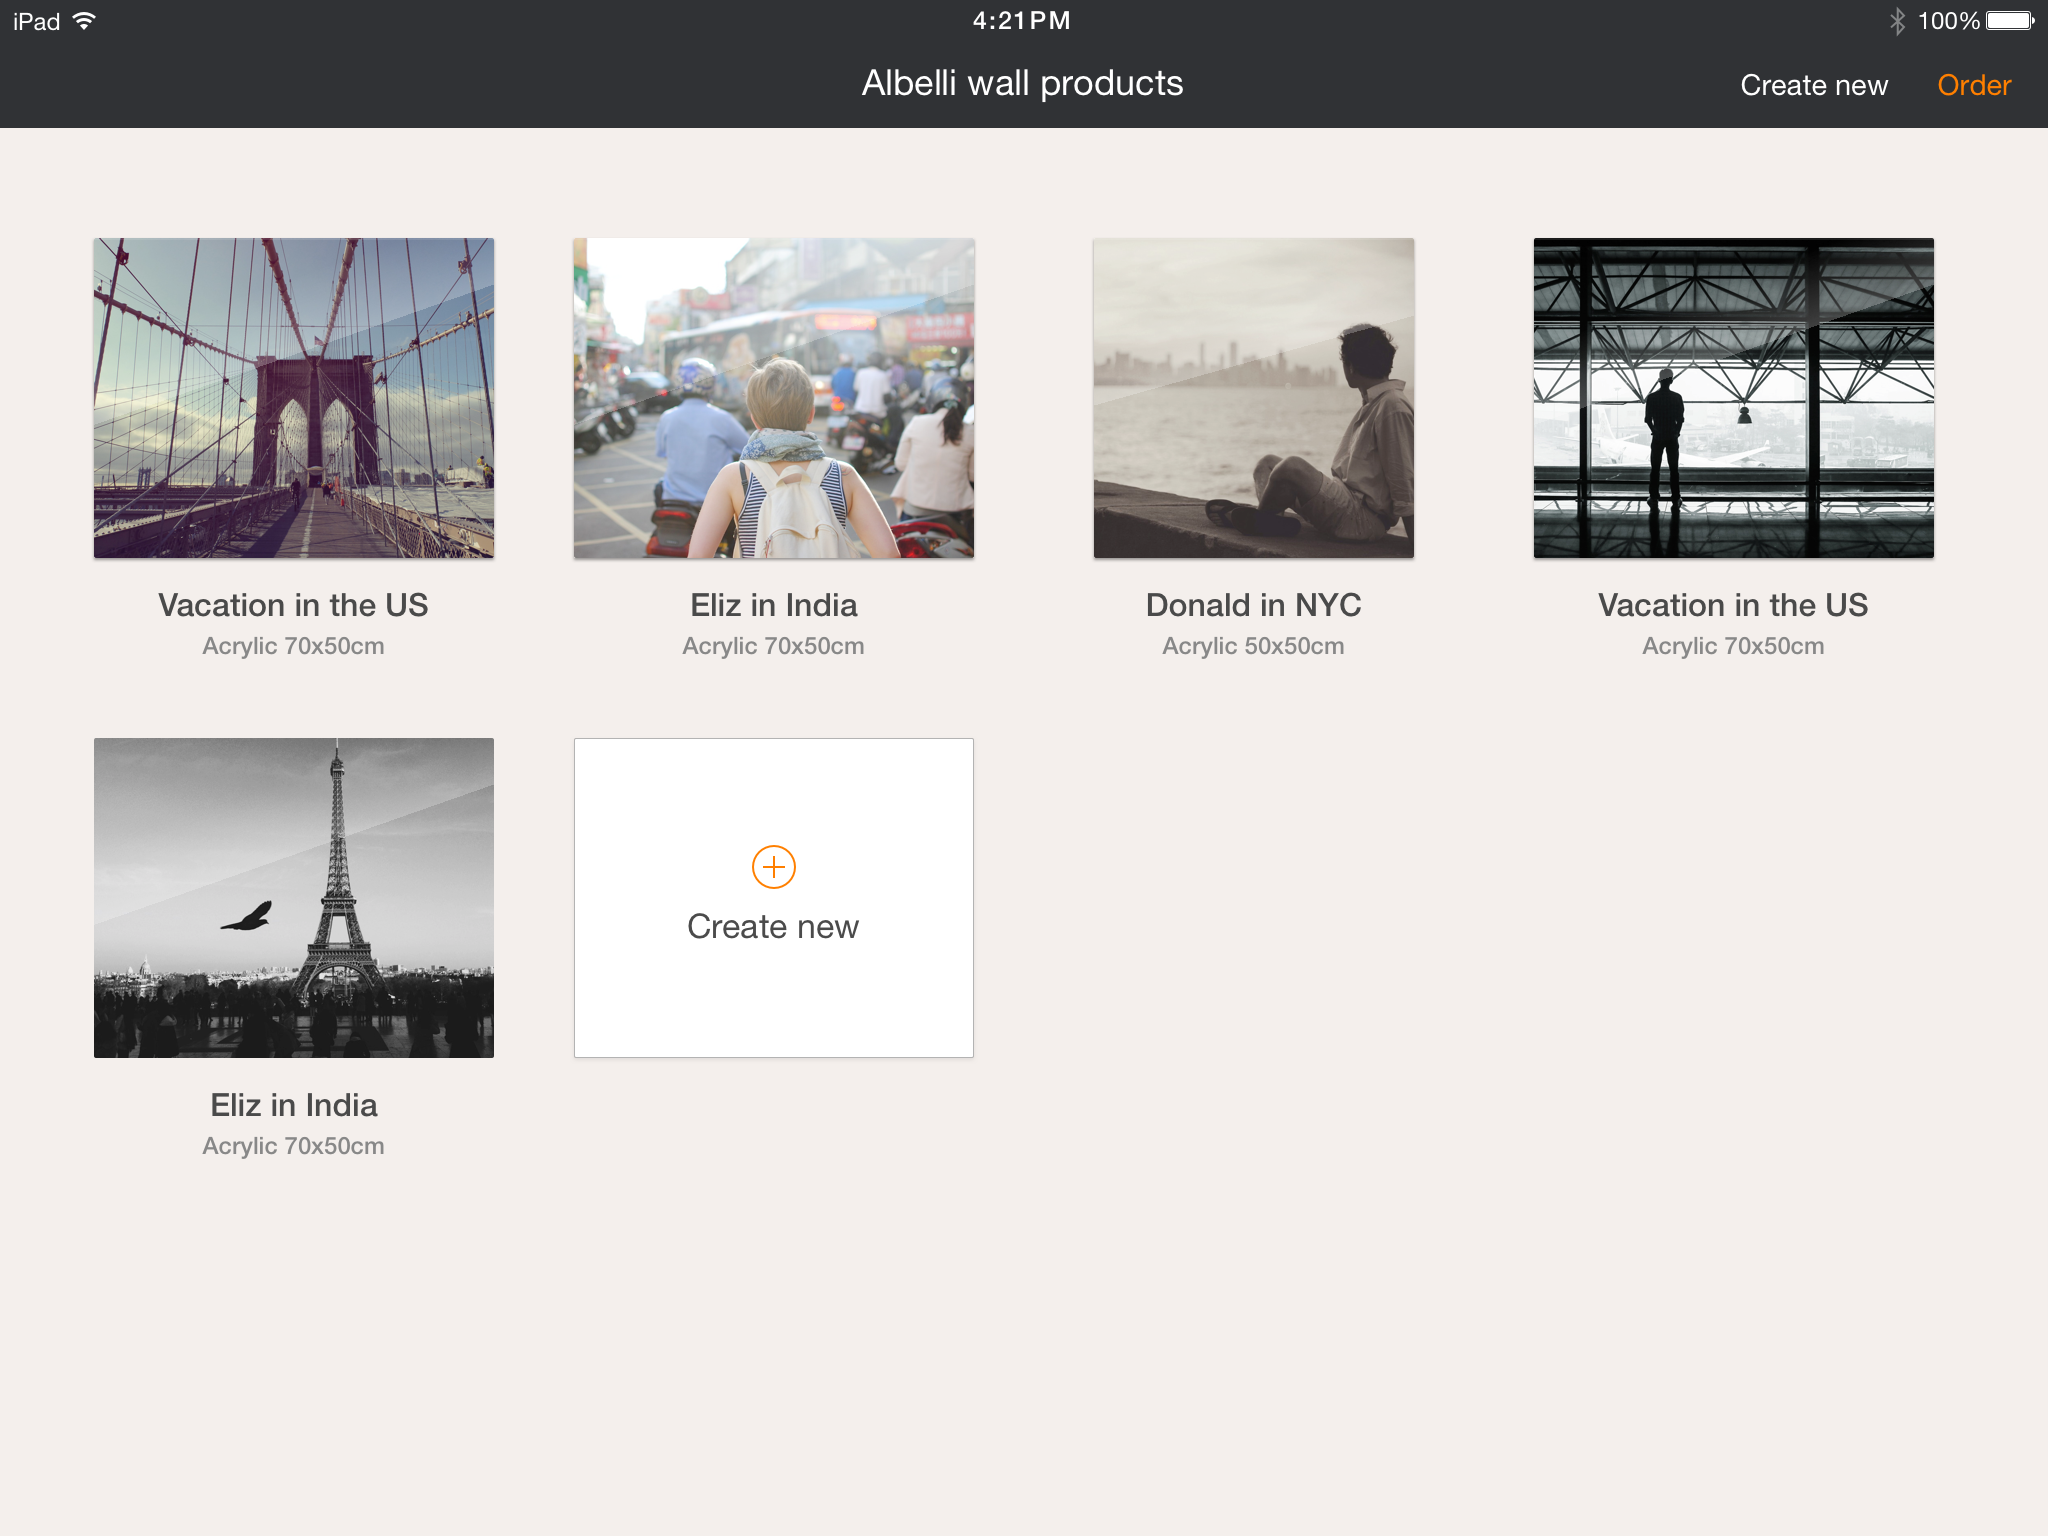 iPad
4:21PM
100%
Albelli wall products
Create new
Order
Vacation in the US
Acrylic 70x50cm
Eliz in India
Acrylic 70x50cm
Donald in NYC
Acrylic 50x50cm
Vacation in the US
Acrylic 70x50cm
Eliz in India
Acrylic 70x50cm
Create new